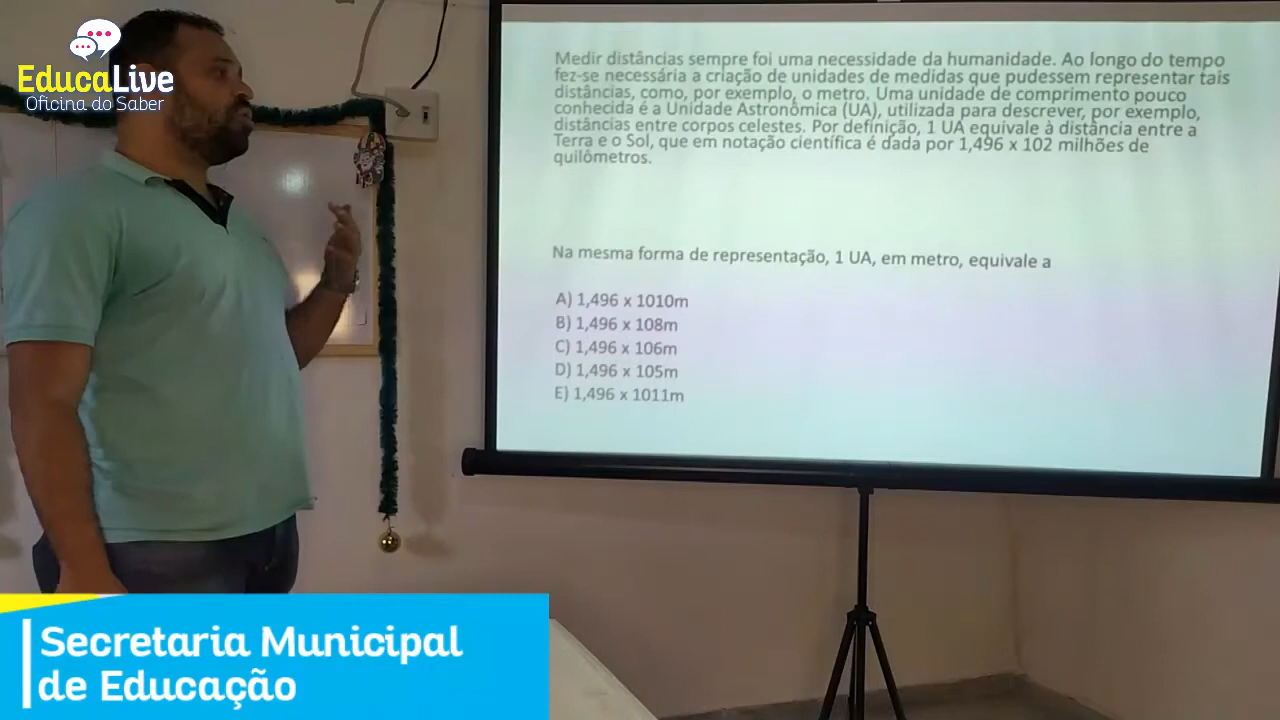 EducaLive
Oficina do Saber
Medir distâncias sempre foi uma necessidade da humanidade. Ao longo do tempo
fez-se necessária a criação de unidades de medidas que pudessem representar tais
distâncias, como, por exemplo, o metro. Uma unidade de comprimento pouco
conhecida é a Unidade Astronômica (UA), utilizada para descrever, por exemplo,
distâncias entre corpos celestes. Por definição, 1 UA equivale à distância entre a
Terra e o Sol, que em notação científica é dada por 1,496 x 102 milhões de
quilômetros.
Na mesma forma de representação, 1 UA, em metro, equivale a
A) 1,496 x 1010m
B) 1,496 x 108m
C) 1,496 x 106m
D) 1,496 x 105m
E) 1,496 x 1011m
Secretaria Municipal
de Educação